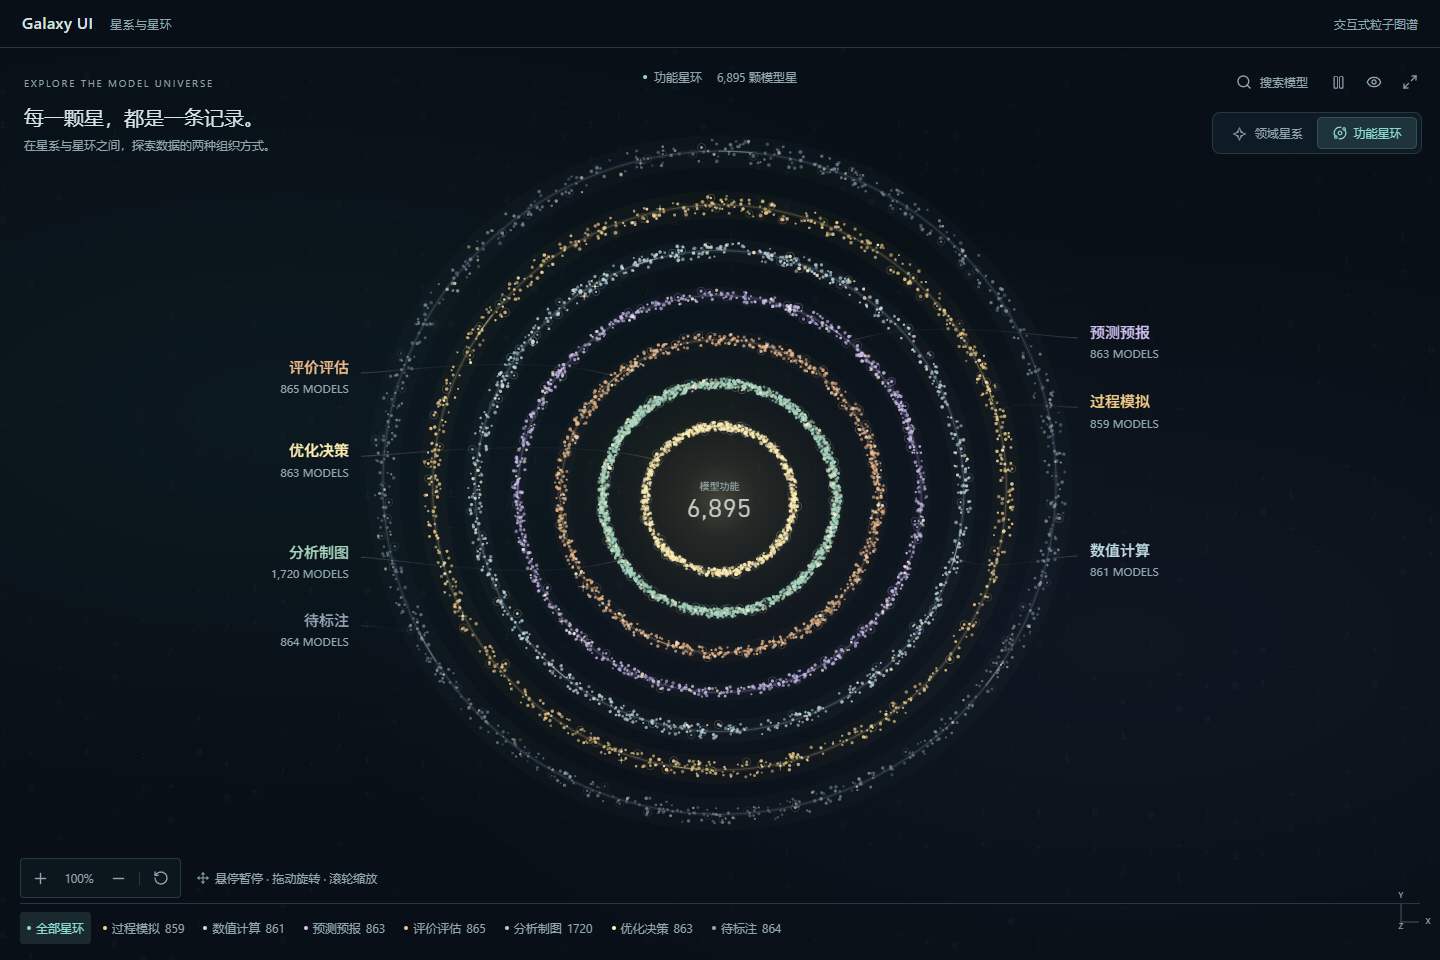 Galaxy UI 星系与星环
交互式粒子图谱
EXPLORE THE MODEL UNIVERSE
每一颗星，都是一条记录。
在星系与星环之间，探索数据的两种组织方式。
功能星环 6,895 颗模型星
搜索模型
领域星系 功能星环
预测预报
863 MODELS
评价评估
865 MODELS
过程模拟
859 MODELS
优化决策
863 MODELS
模型功能
6,895
分析制图
1,720 MODELS
数值计算
861 MODELS
待标注
864 MODELS
100%
悬停暂停 · 拖动旋转 · 滚轮缩放
Y
X
Z
全部星环 过程模拟 859 数值计算 861 预测预报 863 评价评估 865 分析制图 1720 优化决策 863 待标注 864